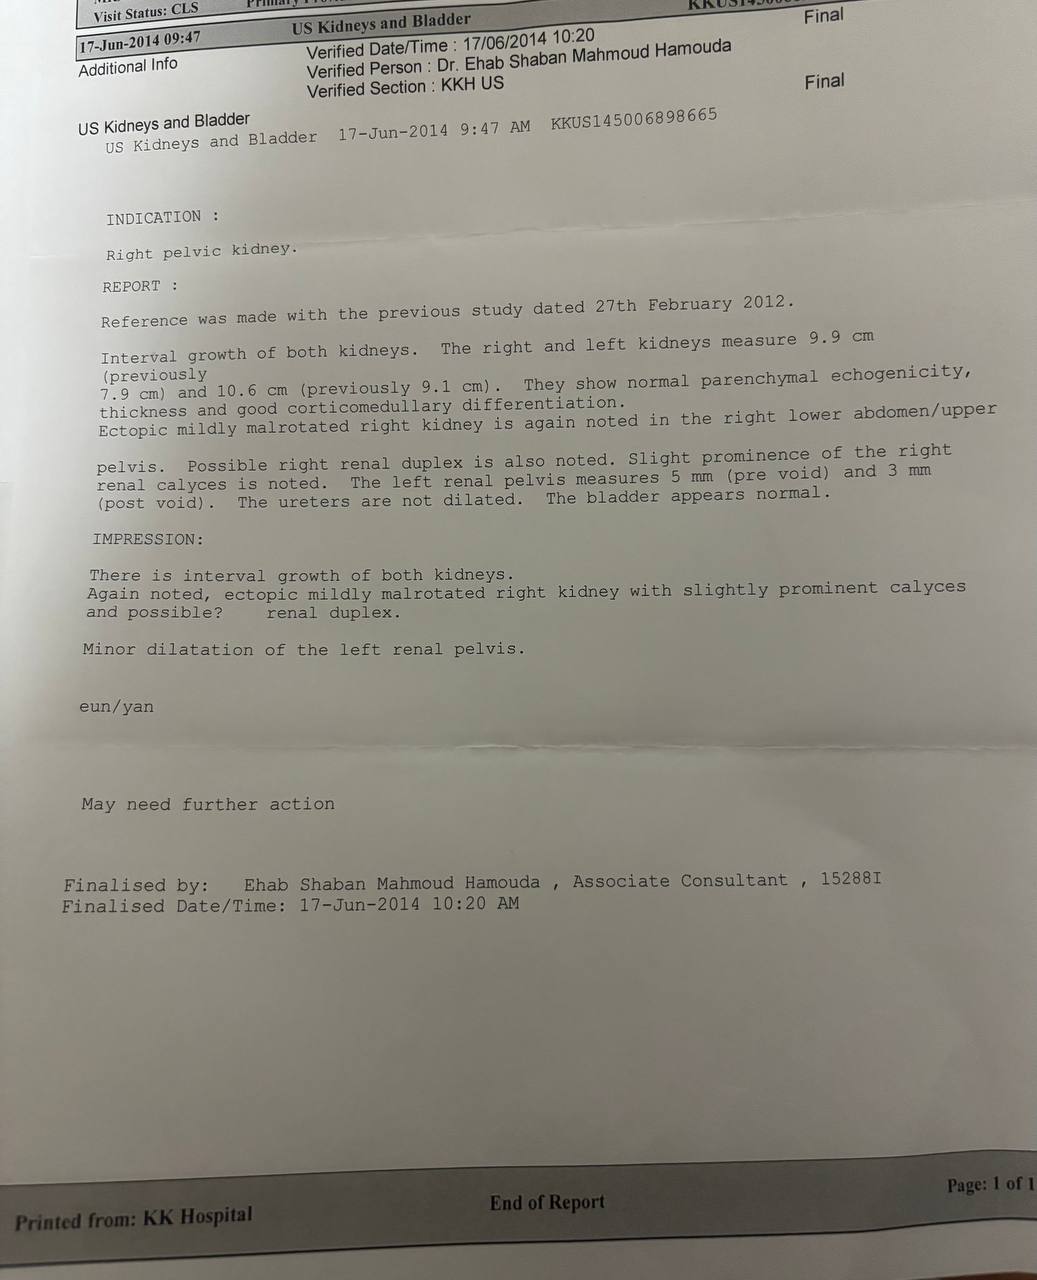 Visit Status: CLS
17-Jun-2014 09:47 US Kidneys and Bladder Final
Additional Info Verified Date/Time : 17/06/2014 10:20
Verified Person : Dr. Ehab Shaban Mahmoud Hamouda
Verified Section : KKH US Final
US Kidneys and Bladder
US Kidneys and Bladder 17-Jun-2014 9:47 AM KKUS145006898665
INDICATION :
Right pelvic kidney.
REPORT :
Reference was made with the previous study dated 27th February 2012.
Interval growth of both kidneys. The right and left kidneys measure 9.9 cm
(previously
7.9 cm) and 10.6 cm (previously 9.1 cm). They show normal parenchymal echogenicity,
thickness and good corticomedullary differentiation.
Ectopic mildly malrotated right kidney is again noted in the right lower abdomen/upper
pelvis. Possible right renal duplex is also noted. Slight prominence of the right
renal calyces is noted. The left renal pelvis measures 5 mm (pre void) and 3 mm
(post void). The ureters are not dilated. The bladder appears normal.
IMPRESSION:
There is interval growth of both kidneys.
Again noted, ectopic mildly malrotated right kidney with slightly prominent calyces
and possible? renal duplex.
Minor dilatation of the left renal pelvis.
eun/yan
May need further action
Finalised by: Ehab Shaban Mahmoud Hamouda , Associate Consultant , 15288I
Finalised Date/Time: 17-Jun-2014 10:20 AM
Printed from: KK Hospital End of Report Page: 1 of 1